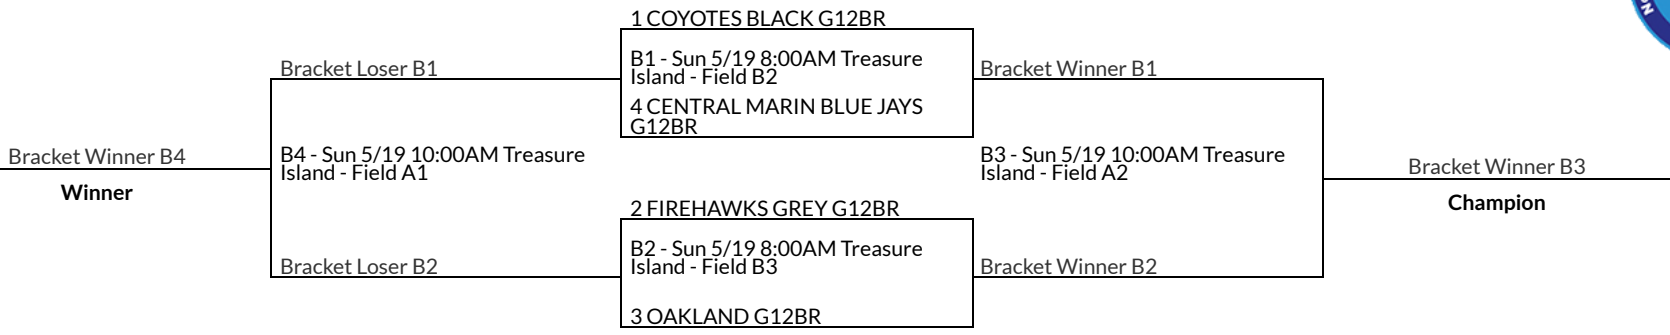 1 COYOTES BLACK G12BR
Bracket Loser B1
B1 - Sun 5/19 8:00AM Treasure
Island - Field B2
Bracket Winner B1
4 CENTRAL MARIN BLUE JAYS
G12BR
Bracket Winner B4
Winner
B4 - Sun 5/19 10:00AM Treasure
Island - Field A1
B3 - Sun 5/19 10:00AM Treasure
Island - Field A2
Bracket Winner B3
Champion
2 FIREHAWKS GREY G12BR
B2 - Sun 5/19 8:00AM Treasure
Island - Field B3
Bracket Loser B2
Bracket Winner B2
3 OAKLAND G12BR